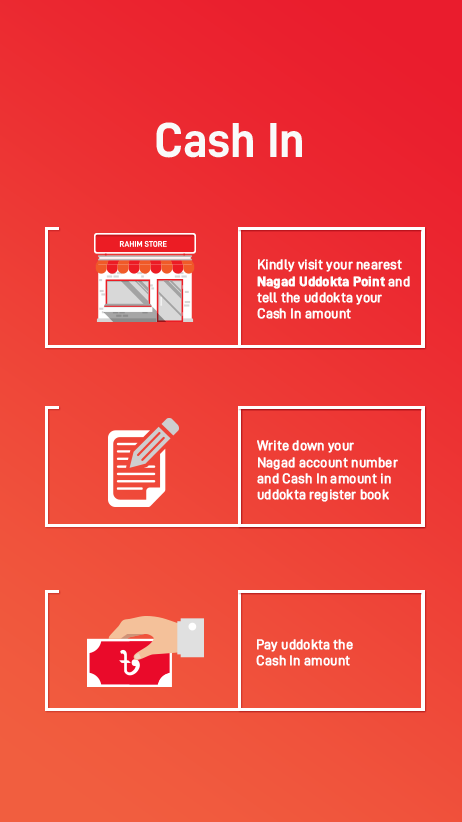 Cash In
RAHIM STORE
Kindly visit your nearest
Nagad Uddokta Point and
tell the uddokta your
Cash In amount
Write down your
Nagad account number
and Cash In amount in
uddokta register book
৳
Pay uddokta the
Cash In amount